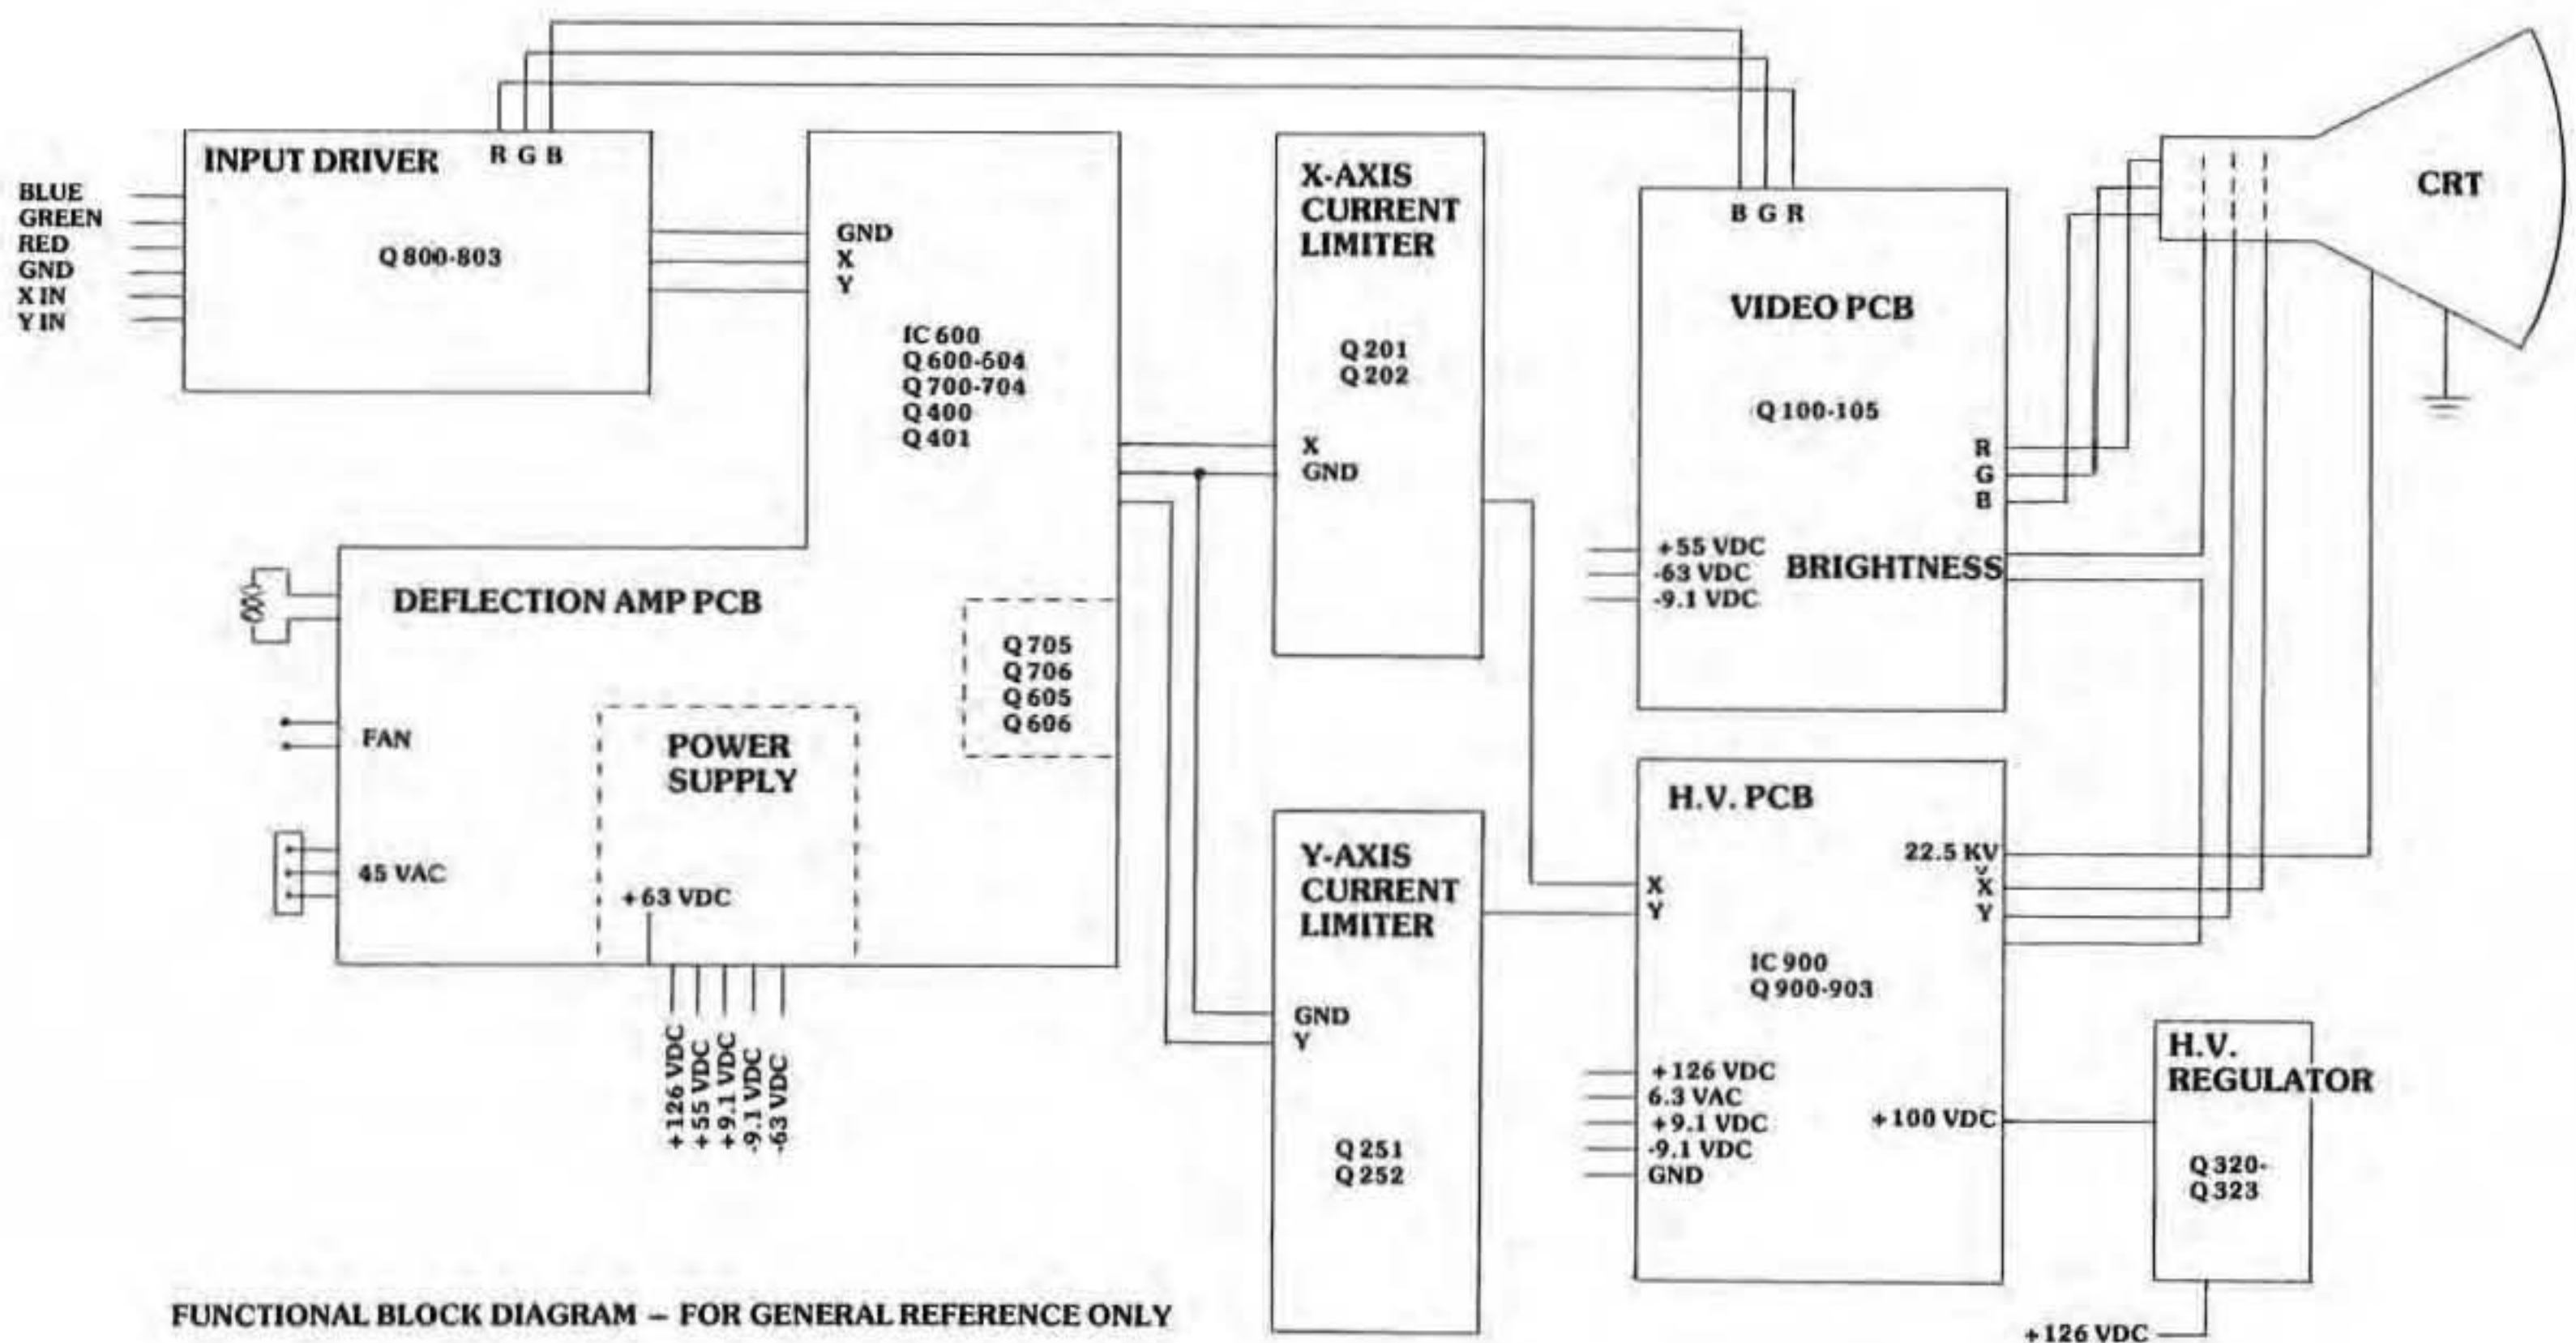 INPUT DRIVER
R G B
BLUE
GREEN
RED
GND
X IN
Y IN
Q 800-803
GND
X
Y
IC 600
Q 600-604
Q 700-704
Q 400
Q 401
DEFLECTION AMP PCB
Q 705
Q 706
Q 605
Q 606
FAN
POWER
SUPPLY
45 VAC
+63 VDC
+126 VDC
+55 VDC
+9.1 VDC
-9.1 VDC
-63 VDC
X-AXIS
CURRENT
LIMITER
Q 201
Q 202
X
GND
Y-AXIS
CURRENT
LIMITER
GND
Y
Q 251
Q 252
B G R
VIDEO PCB
Q 100-105
R
G
B
+55 VDC
-63 VDC
-9.1 VDC
BRIGHTNESS
CRT
H.V. PCB
22.5 KV
X
Y
X
Y
IC 900
Q 900-903
+126 VDC
6.3 VAC
+9.1 VDC
-9.1 VDC
GND
+100 VDC
H.V.
REGULATOR
Q 320-
Q 323
+126 VDC
FUNCTIONAL BLOCK DIAGRAM – FOR GENERAL REFERENCE ONLY